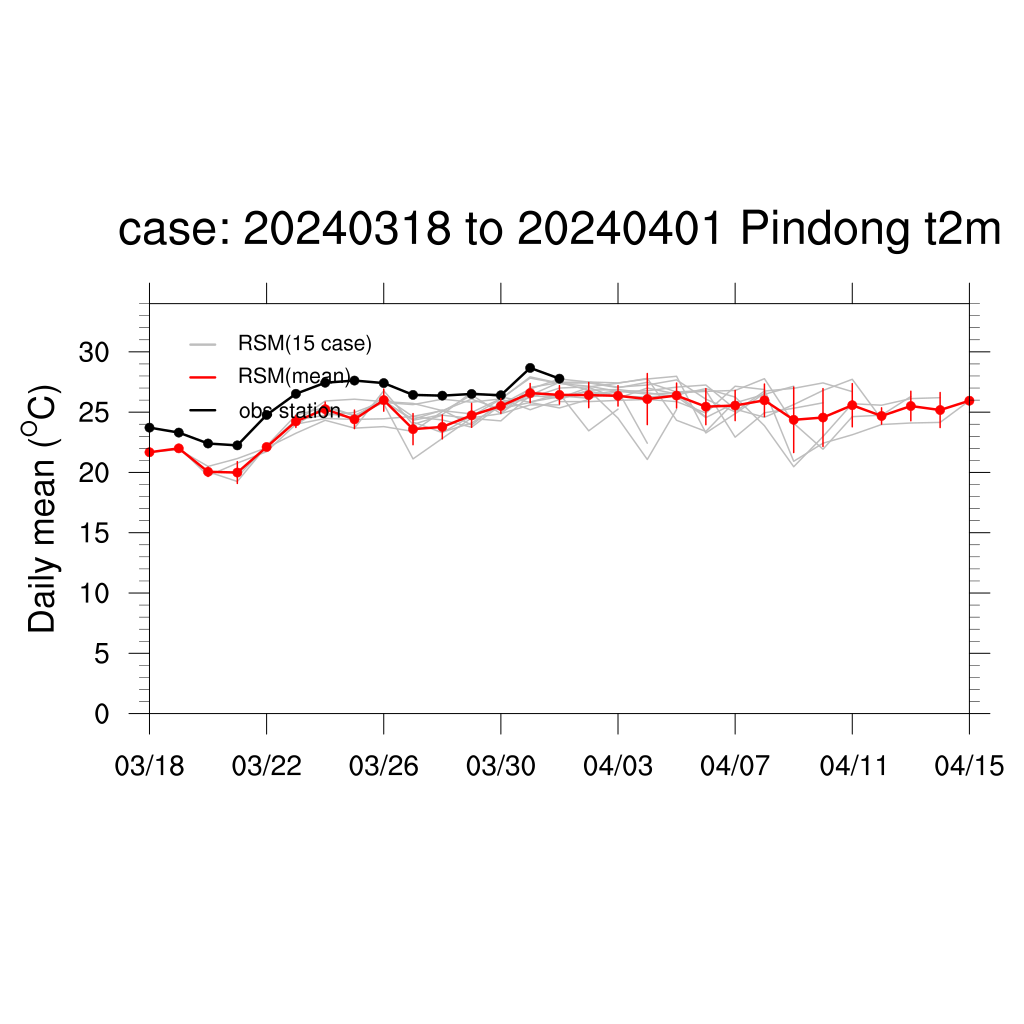 case: 20240318 to 20240401 Pindong t2m
Daily mean (OC)
30
25
20
15
10
5
0
RSM(15 case)
RSM(mean)
obs station
03/18 03/22 03/26 03/30 04/03 04/07 04/11 04/15